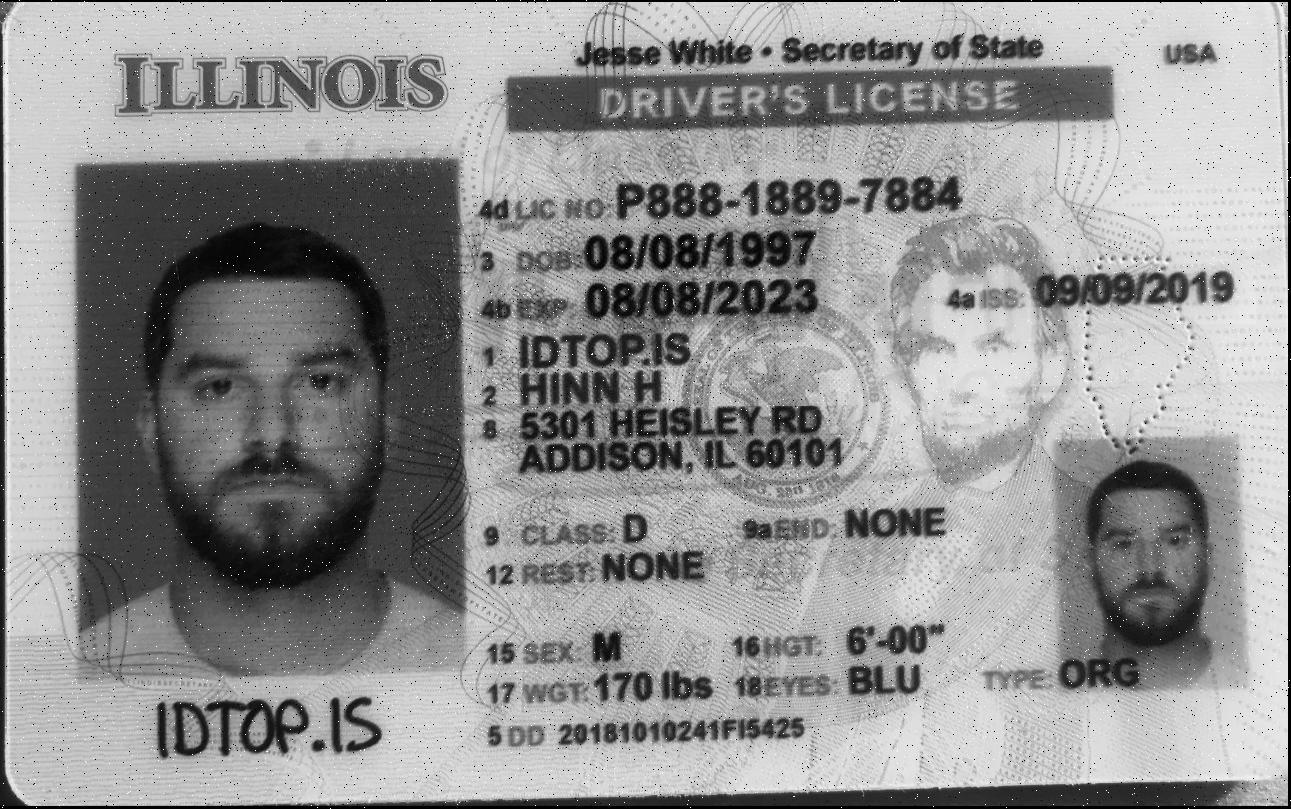 ILLINOIS
Jesse White • Secretary of State
USA
DRIVER'S LICENSE
4d LIC NO: P888-1889-7884
3 DOB: 08/08/1997
4b EXP: 08/08/2023
4a ISS: 09/09/2019
1 IDTOP.IS
2 HINN H
8 5301 HEISLEY RD
ADDISON, IL 60101
9 CLASS: D 9a END: NONE
12 REST: NONE
15 SEX: M 16 HGT: 6'-00"
17 WGT: 170 lbs 18 EYES: BLU
TYPE: ORG
5 DD 20181010241FI5425
IDTOP.IS